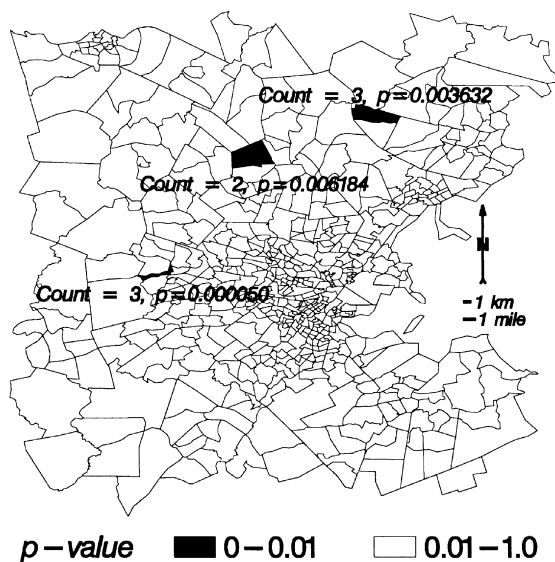 Count = 3, p=0.003632
Count = 2, p=0.006184
N
Count = 3, p=0.000050
1 km
1 mile
p-value 0-0.01 0.01-1.0